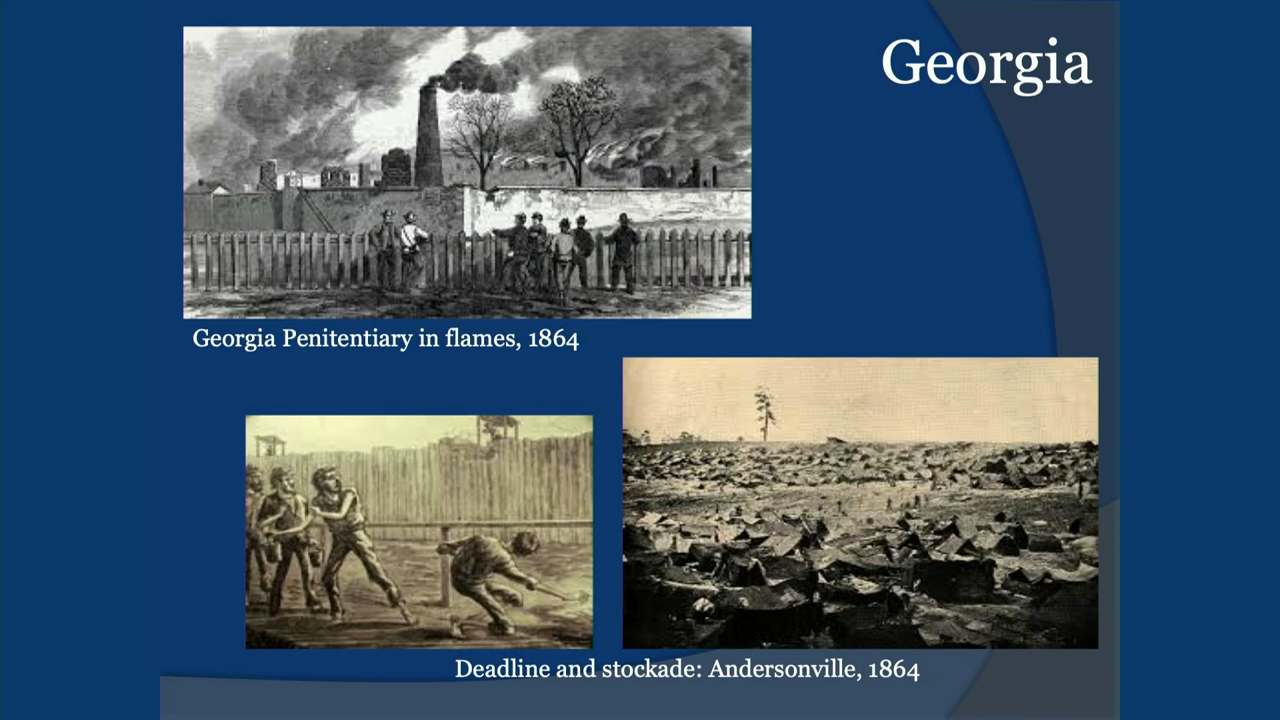 Georgia
Georgia Penitentiary in flames, 1864
Deadline and stockade: Andersonville, 1864